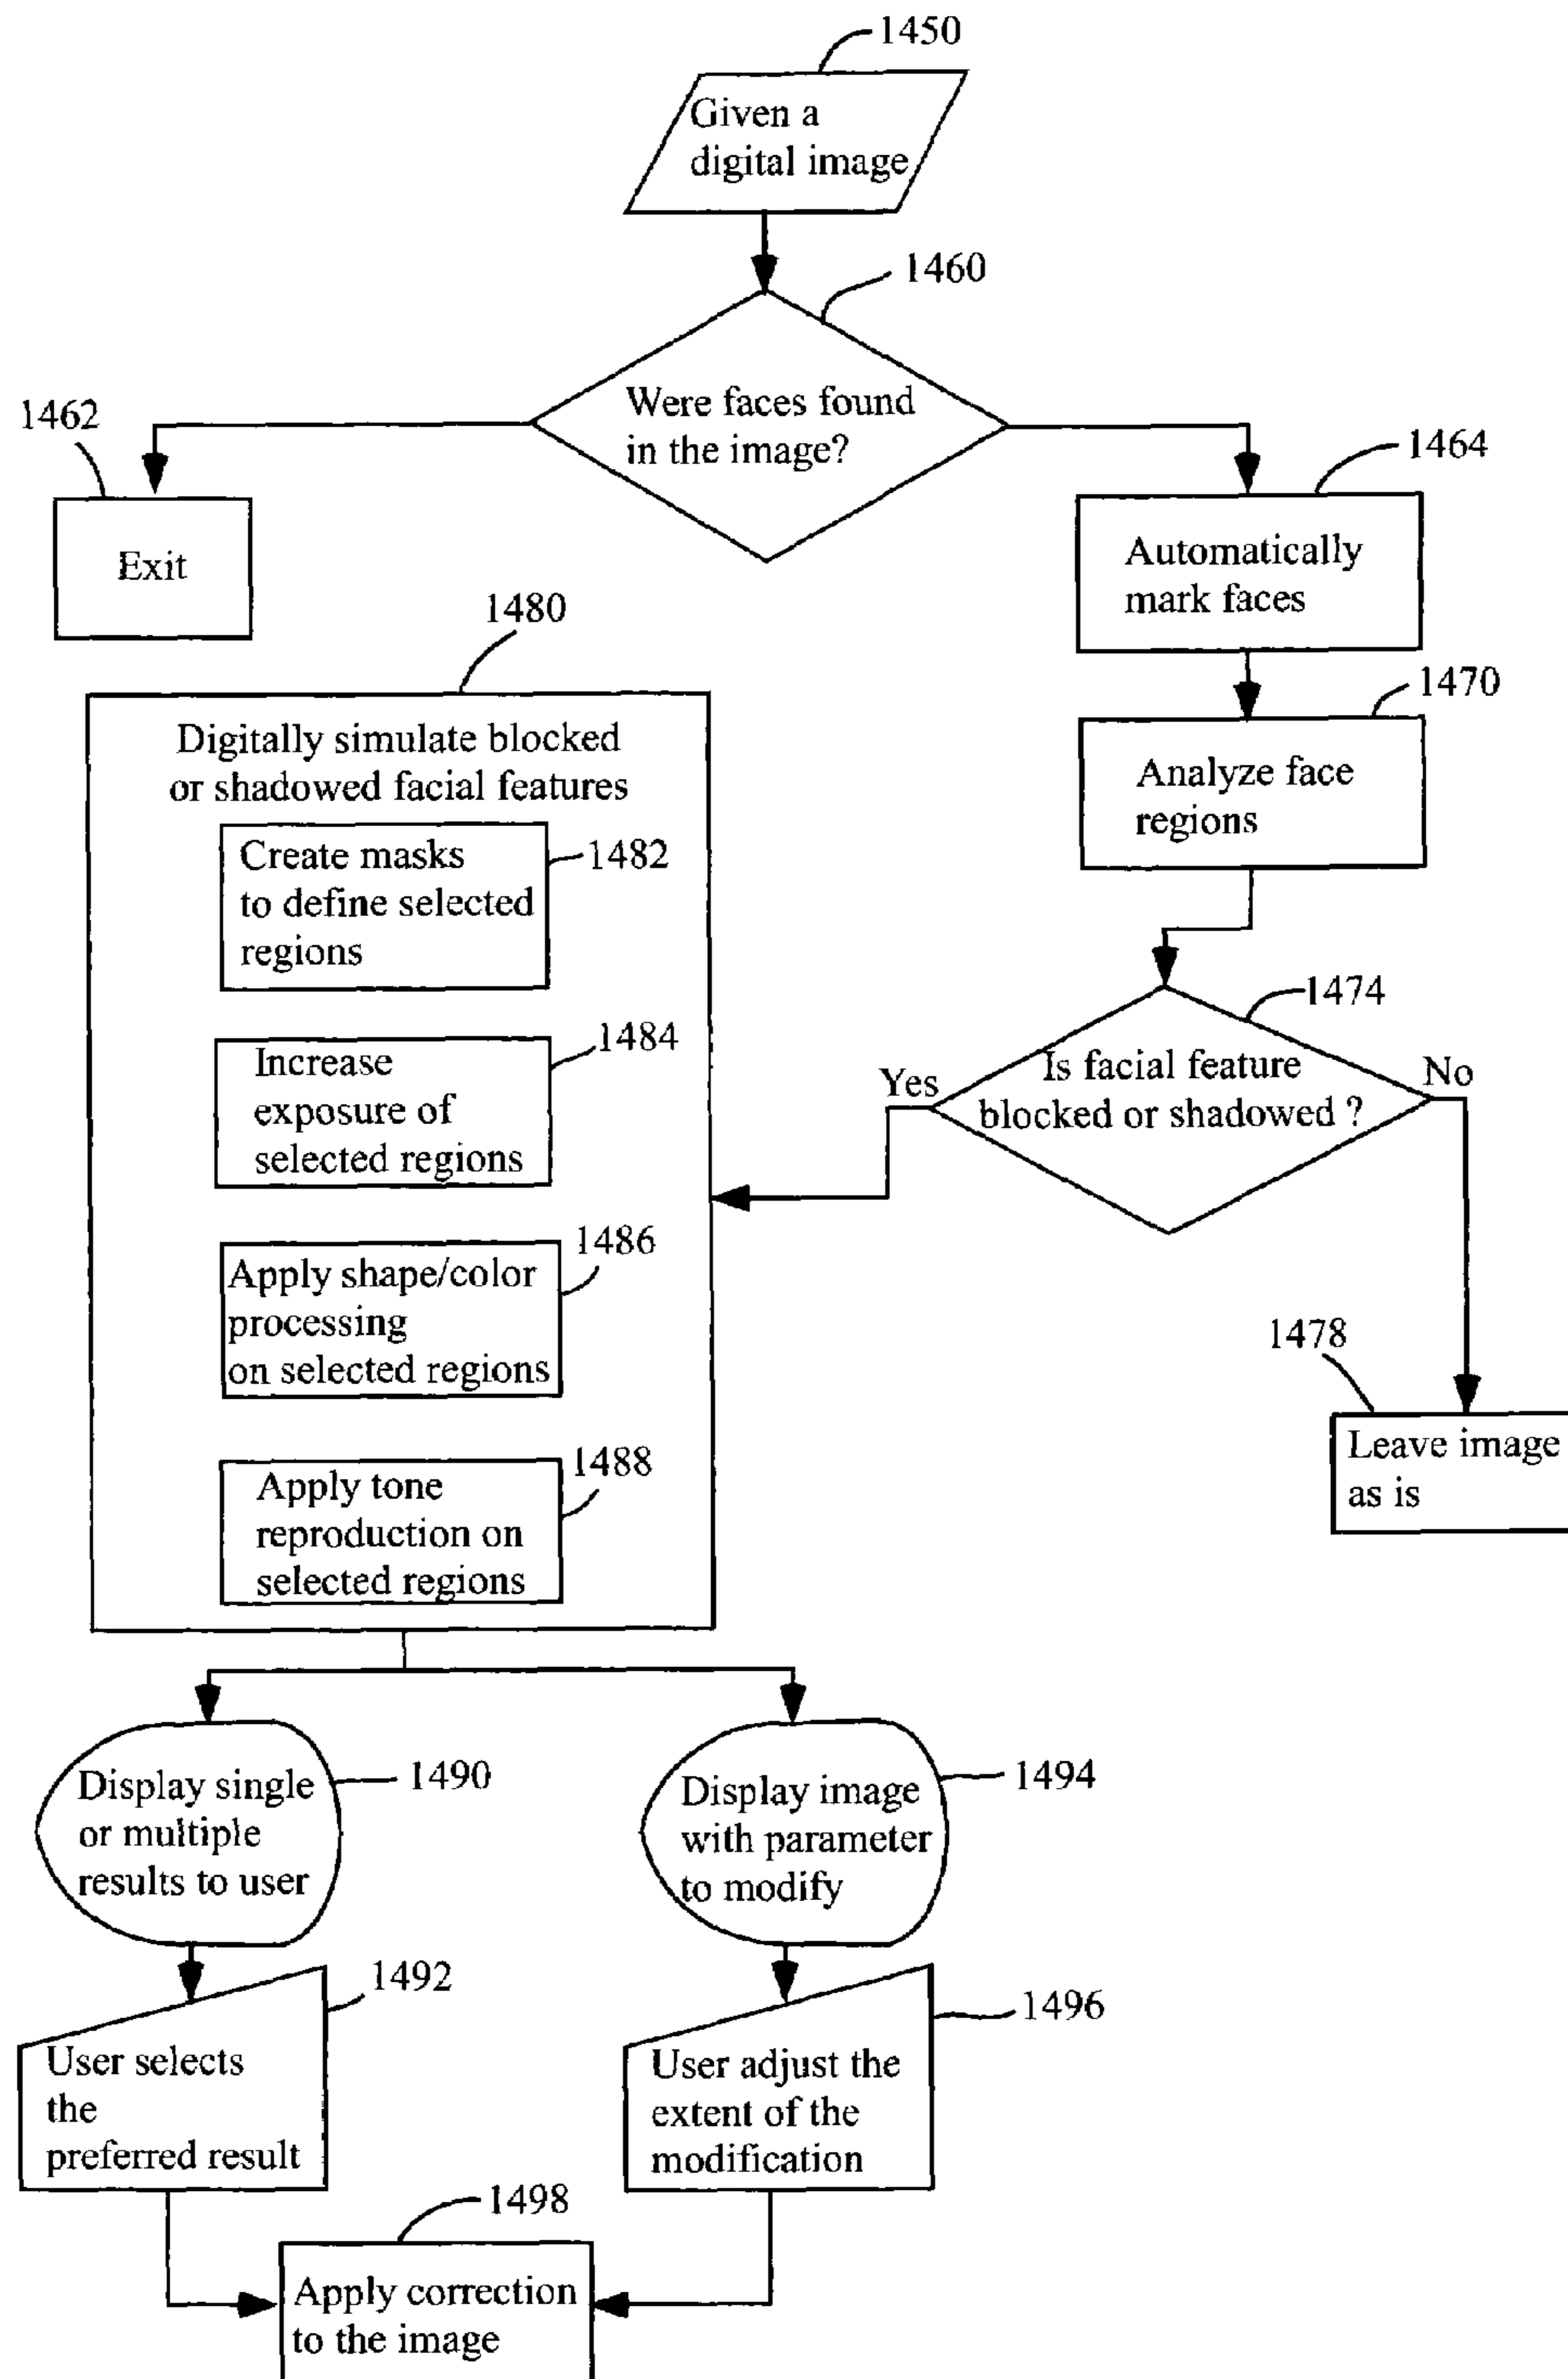 1450
Given a
digital image
1460
Were faces found
in the image?
1462
Exit
1464
Automatically
mark faces
1470
Analyze face
regions
1474
Is facial feature
blocked or shadowed ?
Yes
No
1478
Leave image
as is
1480
Digitally simulate blocked
or shadowed facial features
Create masks
to define selected
regions
1482
Increase
exposure of
selected regions
1484
Apply shape/color
processing
on selected regions
1486
Apply tone
reproduction on
selected regions
1488
Display single
or multiple
results to user
1490
Display image
with parameter
to modify
1494
User selects
the
preferred result
1492
User adjust the
extent of the
modification
1496
1498
Apply correction
to the image